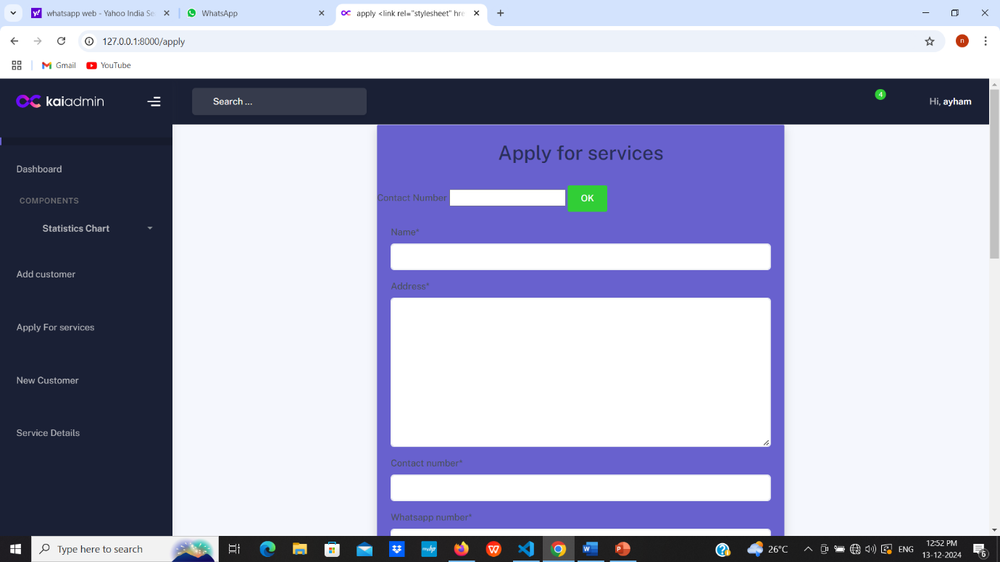 whatsapp web - Yahoo India Se
WhatsApp
apply <link rel="stylesheet" hre
127.0.0.1:8000/apply
n
Gmail
YouTube
kaiadmin
Search ...
4
Hi, ayham
Dashboard
COMPONENTS
Statistics Chart
Add customer
Apply For services
New Customer
Service Details
Apply for services
Contact Number
OK
Name*
Address*
Contact number*
Whatsapp number*
Type here to search
myhp
26°C
ENG
12:52 PM
13-12-2024
6